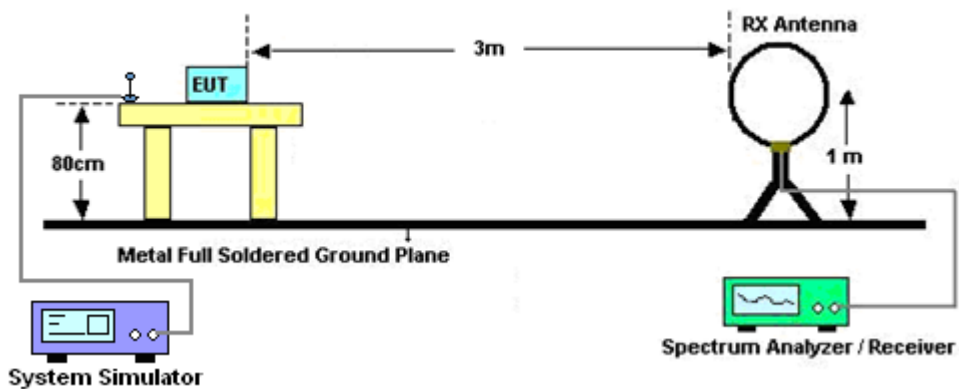 RX Antenna
3m
EUT
80cm
1 m
Metal Full Soldered Ground Plane
Spectrum Analyzer / Receiver
System Simulator